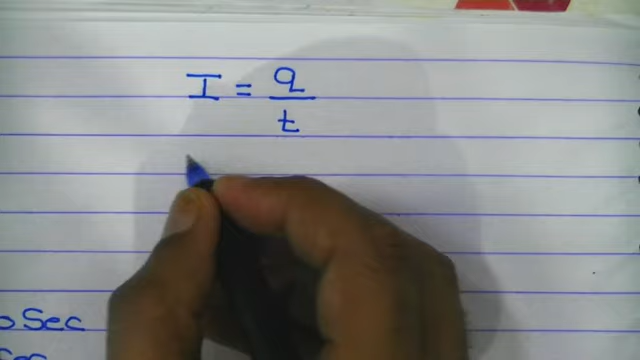 I = q/t
o Sec